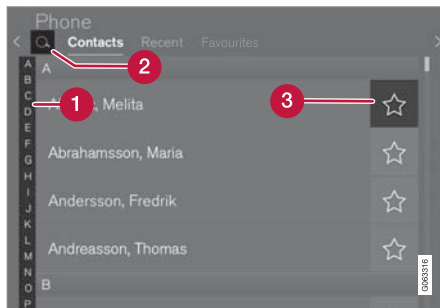 Phone
Contacts Recent Favourites
2
A
A
B
C
D
E
F
G
H
I
J
K
L
M
N
O
P
1
Melita
3
Abrahamsson, Maria
Andersson, Fredrik
Andreasson, Thomas
B
G063316